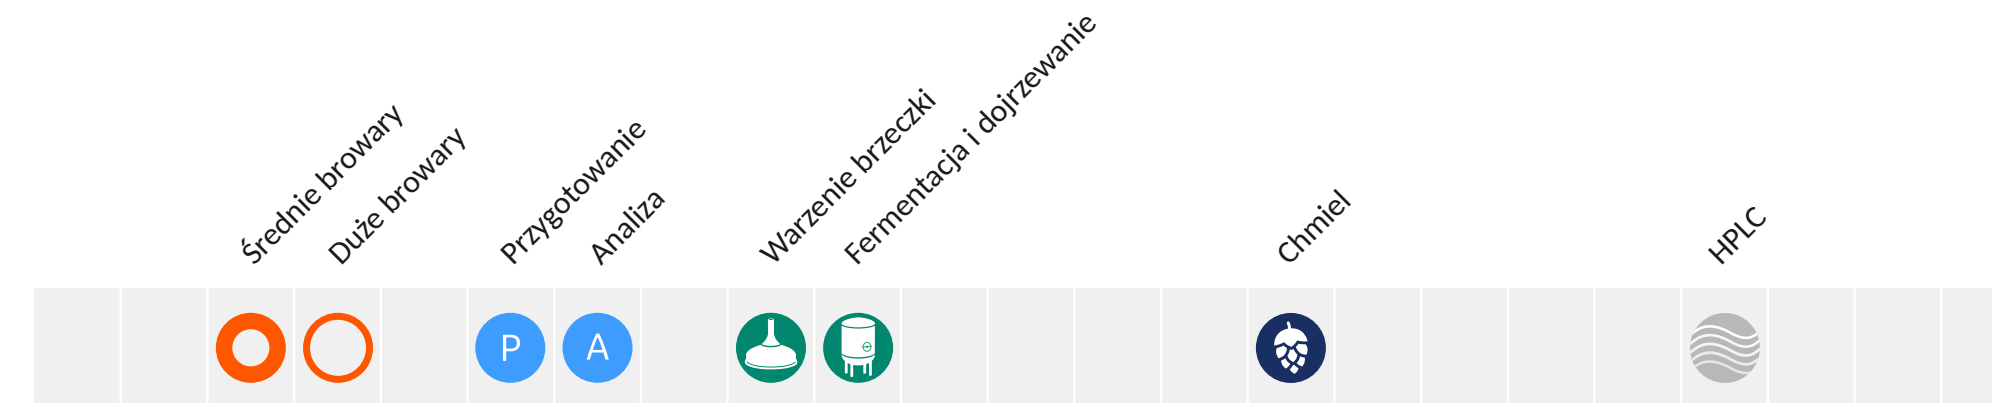 Średnie browary
Duże browary
Przygotowanie
Analiza
Warzenie brzeczki
Fermentacja i dojrzewanie
Chmiel
HPLC
P
A